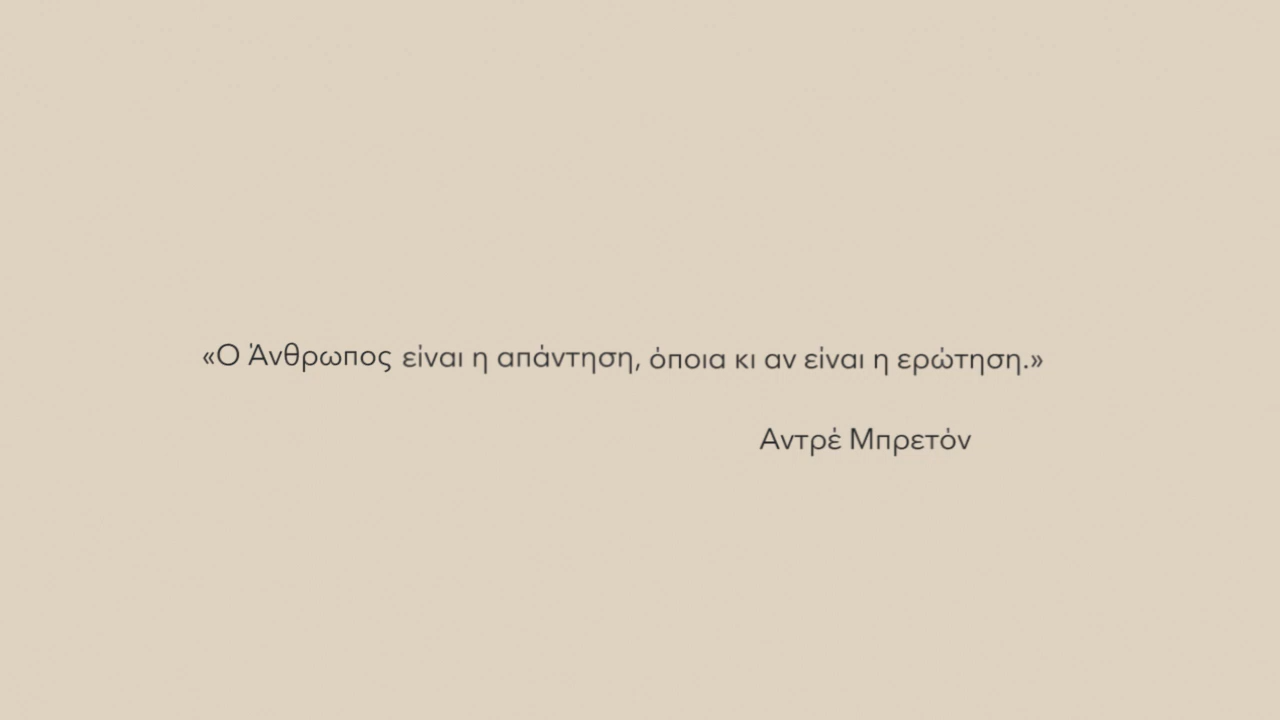 «Ο Άνθρωπος είναι η απάντηση, όποια κι αν είναι η ερώτηση.»
Αντρέ Μπρετόν